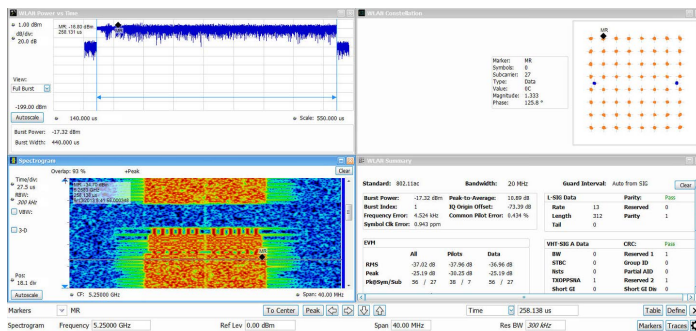 WLAN Power vs Time
1.00 dBm
dB/div:
20.0 dB
MR: -16.80 dBm
258.131 us
MR
View:
Full Burst
-199.00 dBm
Autoscale
140.000 us
Scale: 550.000 us
Burst Power: -17.32 dBm
Burst Width: 440.000 us
WLAN Constellation
MR
Marker: MR
Symbols: 0
Subcarrier: 27
Type: Data
Value: 0C
Magnitude: 1.333
Phase: 125.8 °
Spectrogram
Overlap: 83 %
+Peak
Clear
Time/div:
27.5 us
RBW:
300 kHz
VBW:
3-D
Pos:
Autoscale
CF: 5.25000 GHz
Span: 40.00 MHz
258.138 us
MR
WLAN Summary
Standard: 802.11ac
Bandwidth: 20 MHz
Guard Interval: Auto from SIG
Clear
Burst Power: -17.32 dBm
Peak-to-Average: 10.89 dB
Burst Index: 1
IQ Origin Offset: -73.39 dB
Frequency Error: 4.524 kHz
Common Pilot Error: 0.434 %
Symbol Clk Error: 0.943 ppm
L-SIG Data
Parity: Pass
Rate 13 Reserved 0
Length 312 Parity 1
Tail 0
EVM
All Pilots Data
RMS -37.02 dB -37.96 dB -36.96 dB
Peak -25.19 dB -30.25 dB -25.19 dB
Pk@Sym/Sub 56 / 27 38 / 7 56 / 27
VHT-SIG A Data
CRC: Pass
BW 0 Reserved 1 1
STBC 0 Group ID 0
Nsts 0 Partial AID 0
TXOPPSNA 1 Reserved 2 1
Short GI 0 Short GI Dis 0
Markers MR To Center Peak Time 258.138 us Table Define
Spectrogram Frequency 5.25000 GHz Ref Lev 0.00 dBm Span 40.00 MHz Res BW 300 kHz Markers Traces